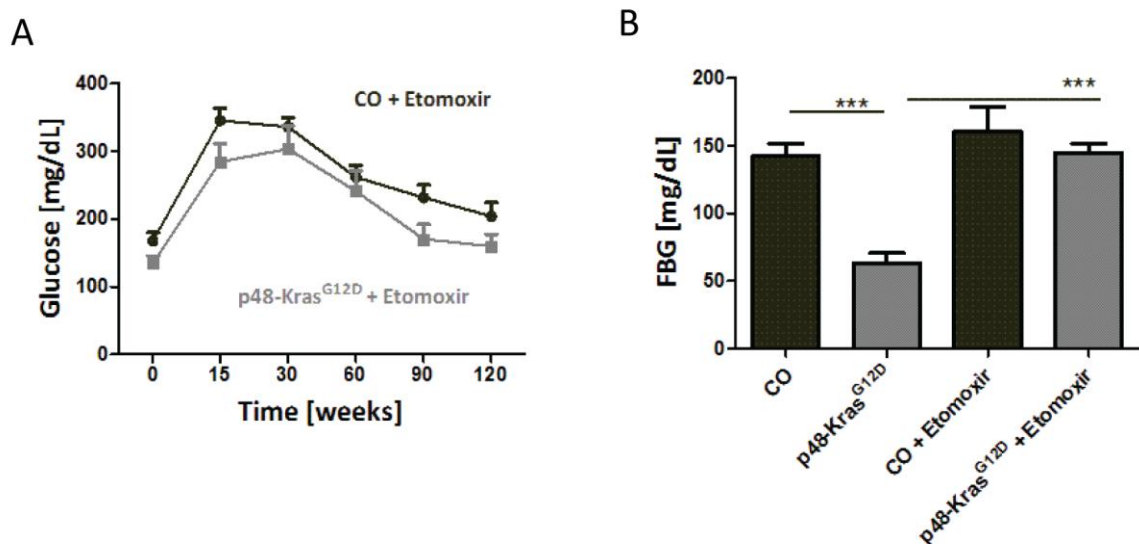 A
Glucose [mg/dL]
400
300
200
100
0
CO + Etomoxir
p48-Kras^G12D + Etomoxir
0 15 30 60 90 120
Time [weeks]
B
FBG [mg/dL]
200
150
100
50
0
***
***
CO
p48-Kras^G12D
CO + Etomoxir
p48-Kras^G12D + Etomoxir